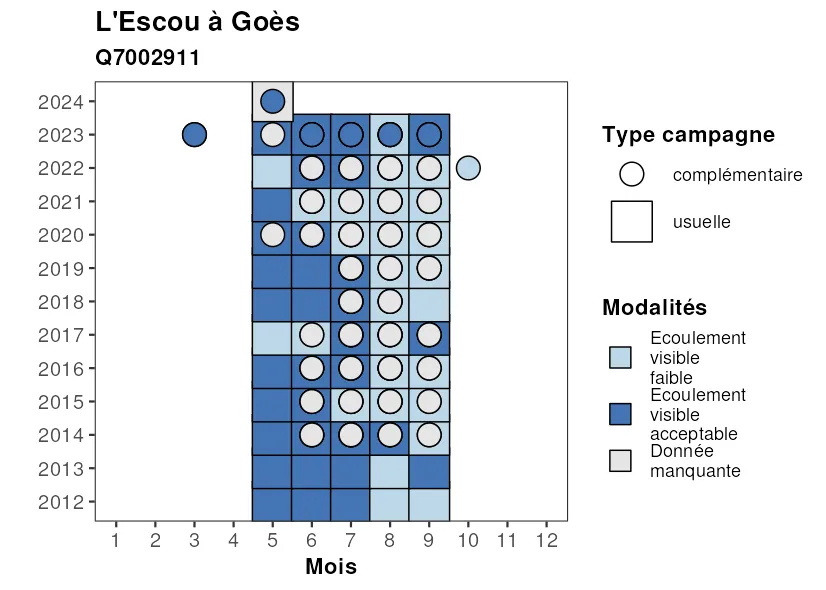 L'Escou à Goès
Q7002911
2024
2023
2022
2021
2020
2019
2018
2017
2016
2015
2014
2013
2012
1 2 3 4 5 6 7 8 9 10 11 12
Mois
Type campagne
complémentaire
usuelle
Modalités
Ecoulement
visible
faible
Ecoulement
visible
acceptable
Donnée
manquante